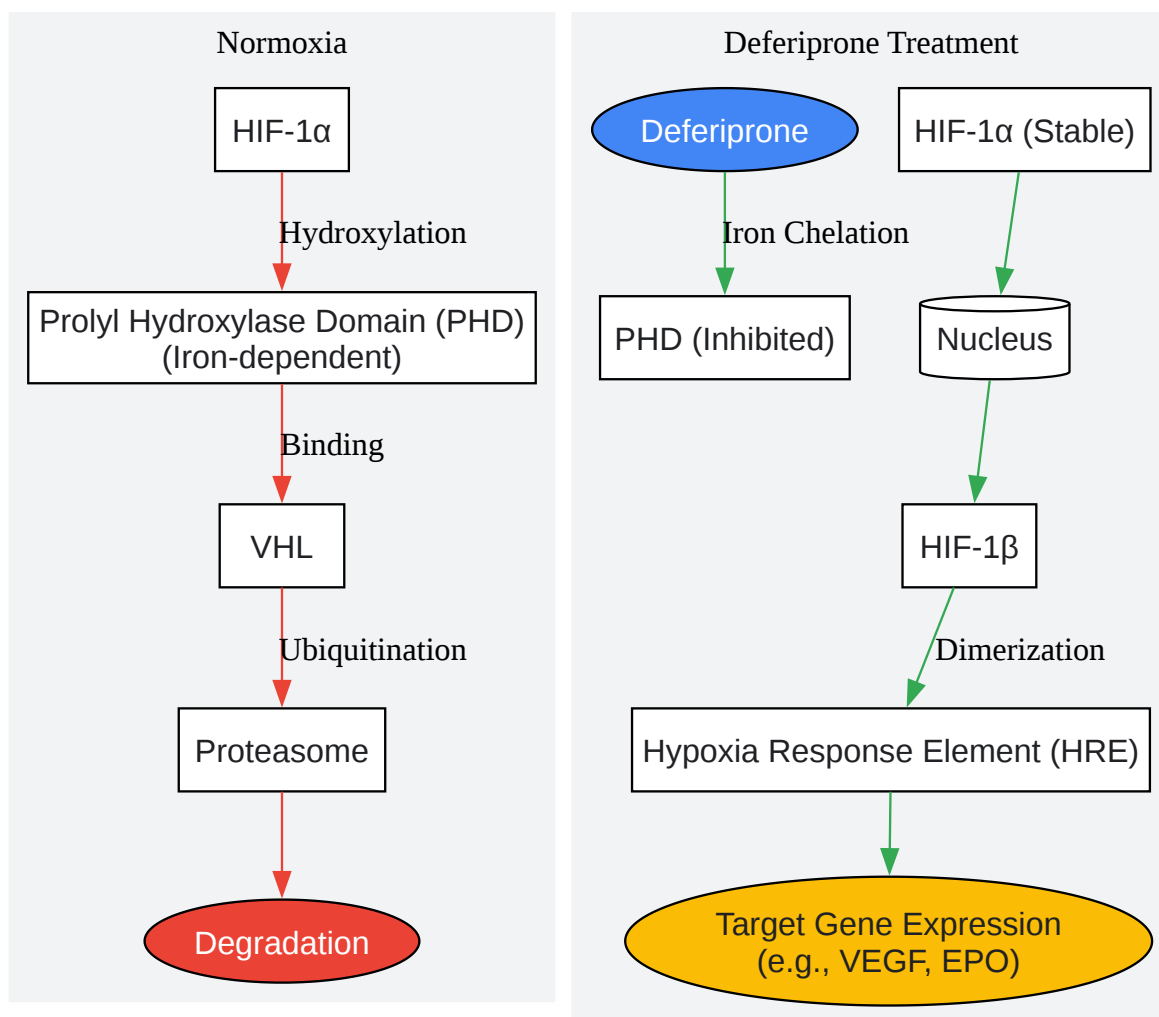 Normoxia
HIF-1α
Hydroxylation
Prolyl Hydroxylase Domain (PHD)
(Iron-dependent)
Binding
VHL
Ubiquitination
Proteasome
Degradation
Deferiprone Treatment
Deferiprone
HIF-1α (Stable)
Iron Chelation
PHD (Inhibited)
Nucleus
HIF-1β
Dimerization
Hypoxia Response Element (HRE)
Target Gene Expression
(e.g., VEGF, EPO)